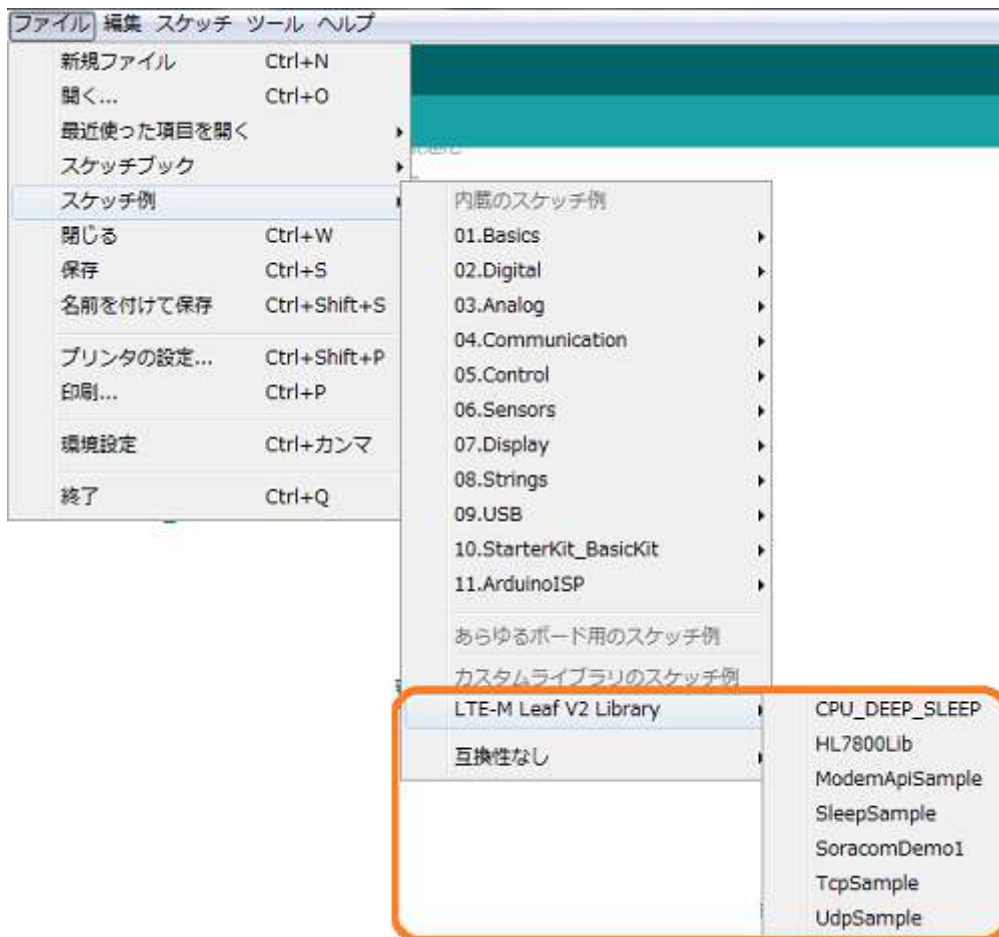 ファイル 編集 スケッチ ツール ヘルプ
新規ファイル Ctrl+N
開く... Ctrl+O
最近使った項目を開く
スケッチブック
スケッチ例
閉じる Ctrl+W
保存 Ctrl+S
名前を付けて保存 Ctrl+Shift+S
プリンタの設定... Ctrl+Shift+P
印刷... Ctrl+P
環境設定 Ctrl+カンマ
終了 Ctrl+Q
内蔵のスケッチ例
01.Basics
02.Digital
03.Analog
04.Communication
05.Control
06.Sensors
07.Display
08.Strings
09.USB
10.StarterKit_BasicKit
11.ArduinoISP
あらゆるボード用のスケッチ例
カスタムライブラリのスケッチ例
LTE-M Leaf V2 Library
互換性なし
CPU_DEEP_SLEEP
HL7800Lib
ModemApiSample
SleepSample
SoracomDemo1
TcpSample
UdpSample